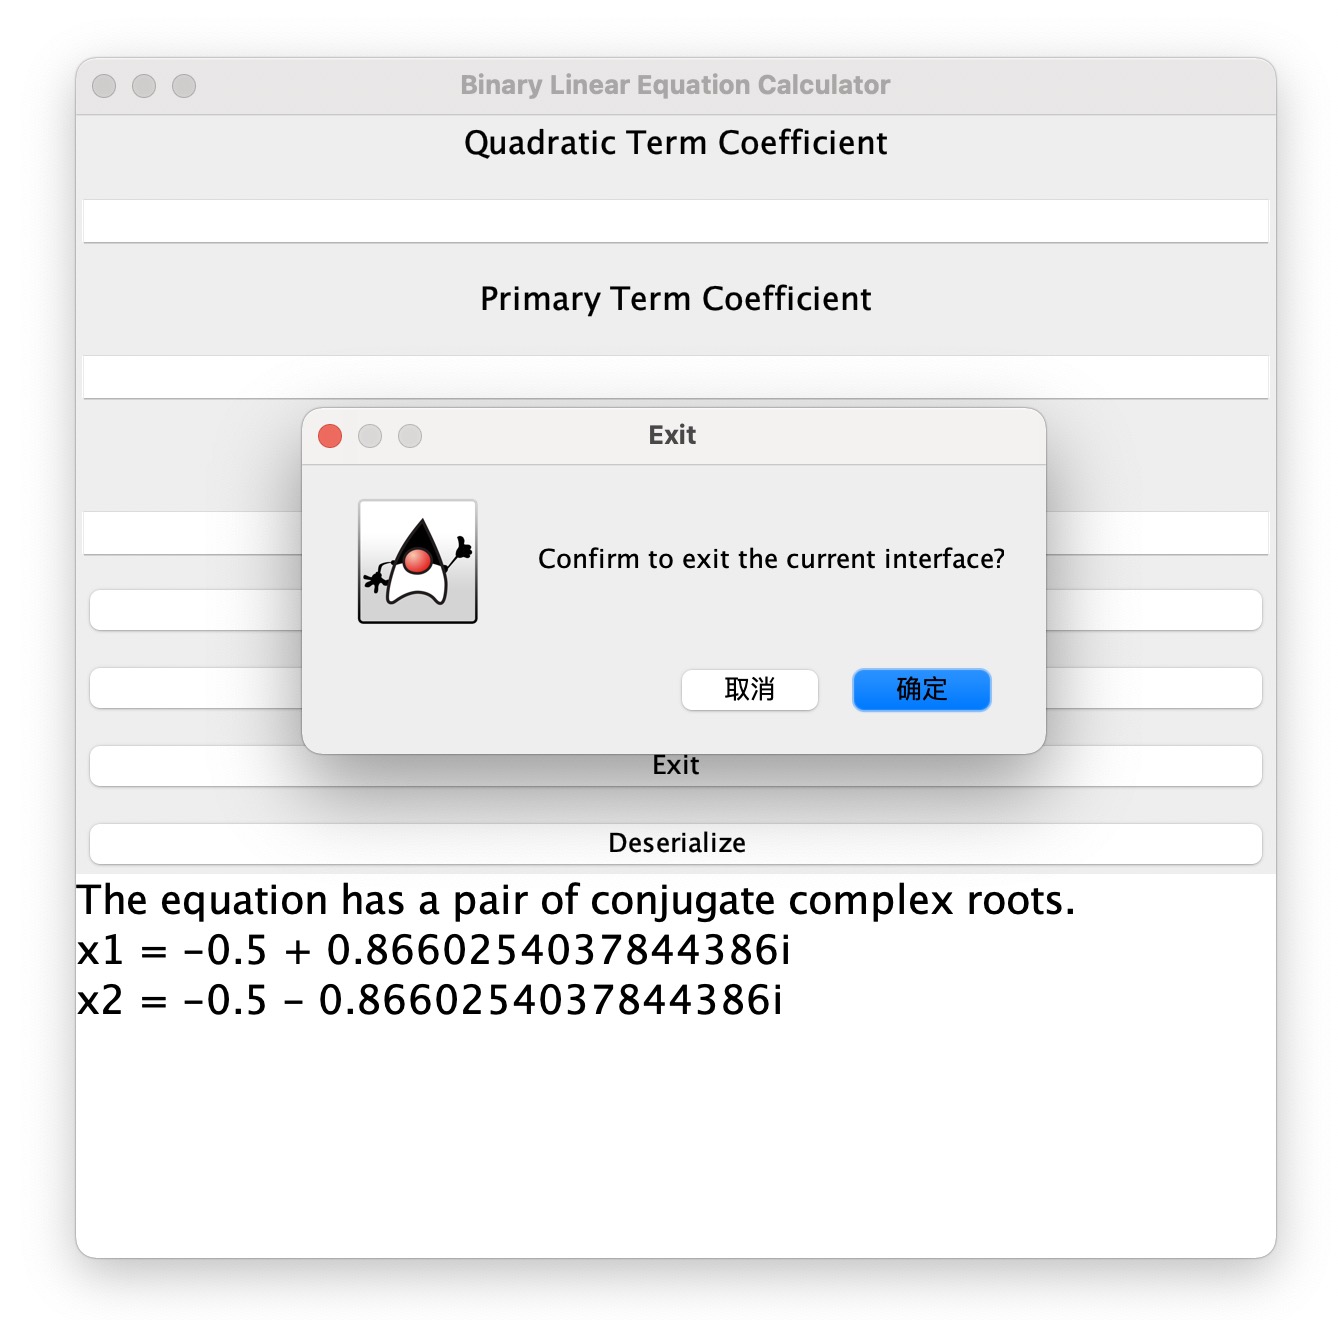 Binary Linear Equation Calculator
Quadratic Term Coefficient
Primary Term Coefficient
Exit
Confirm to exit the current interface?
取消 确定
Exit
Deserialize
The equation has a pair of conjugate complex roots.
x1 = -0.5 + 0.8660254037844386i
x2 = -0.5 - 0.8660254037844386i